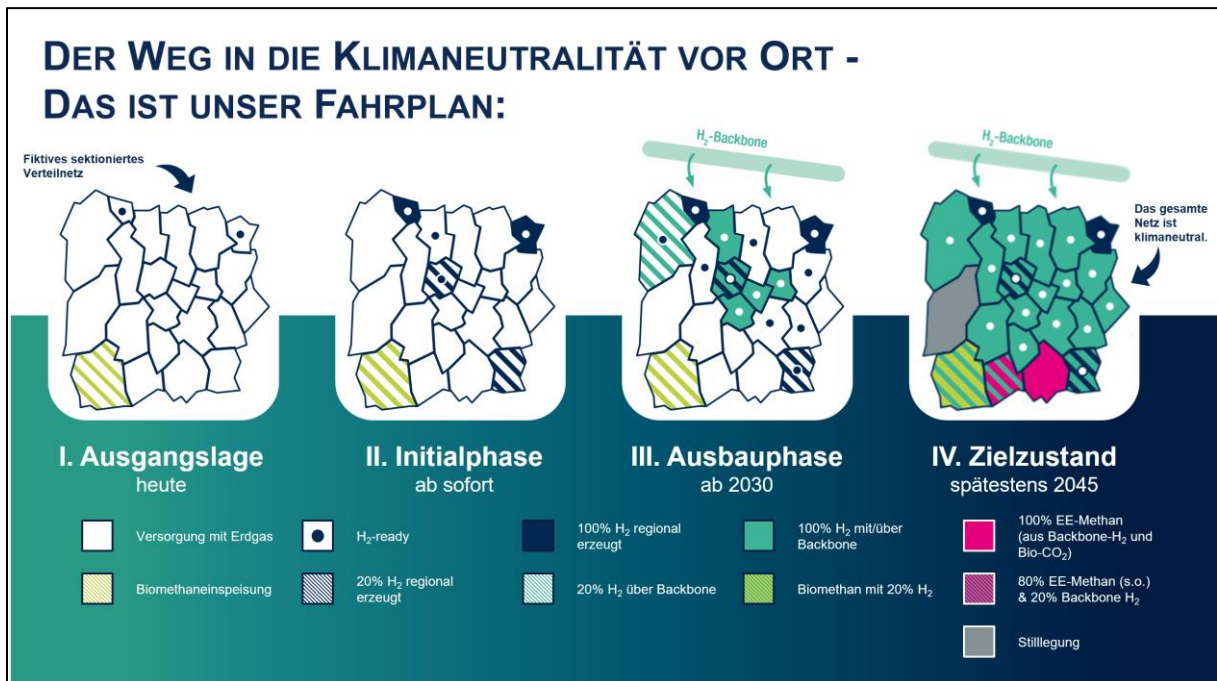 DER WEG IN DIE KLIMANEUTRALITÄT VOR ORT -
DAS IST UNSER FAHRPLAN:
Fiktives sektioniertes
Verteilnetz
H₂-Backbone
H₂-Backbone
Das gesamte
Netz ist
klimaneutral.
I. Ausgangslage
heute
II. Initialphase
ab sofort
III. Ausbauphase
ab 2030
IV. Zielzustand
spätestens 2045
Versorgung mit Erdgas
H₂-ready
100% H₂ regional
erzeugt
100% H₂ mit/über
Backbone
100% EE-Methan
(aus Backbone-H₂ und
Bio-CO₂)
Biomethaneinspeisung
20% H₂ regional
erzeugt
20% H₂ über Backbone
Biomethan mit 20% H₂
80% EE-Methan (s.o.)
& 20% Backbone H₂
Stilllegung